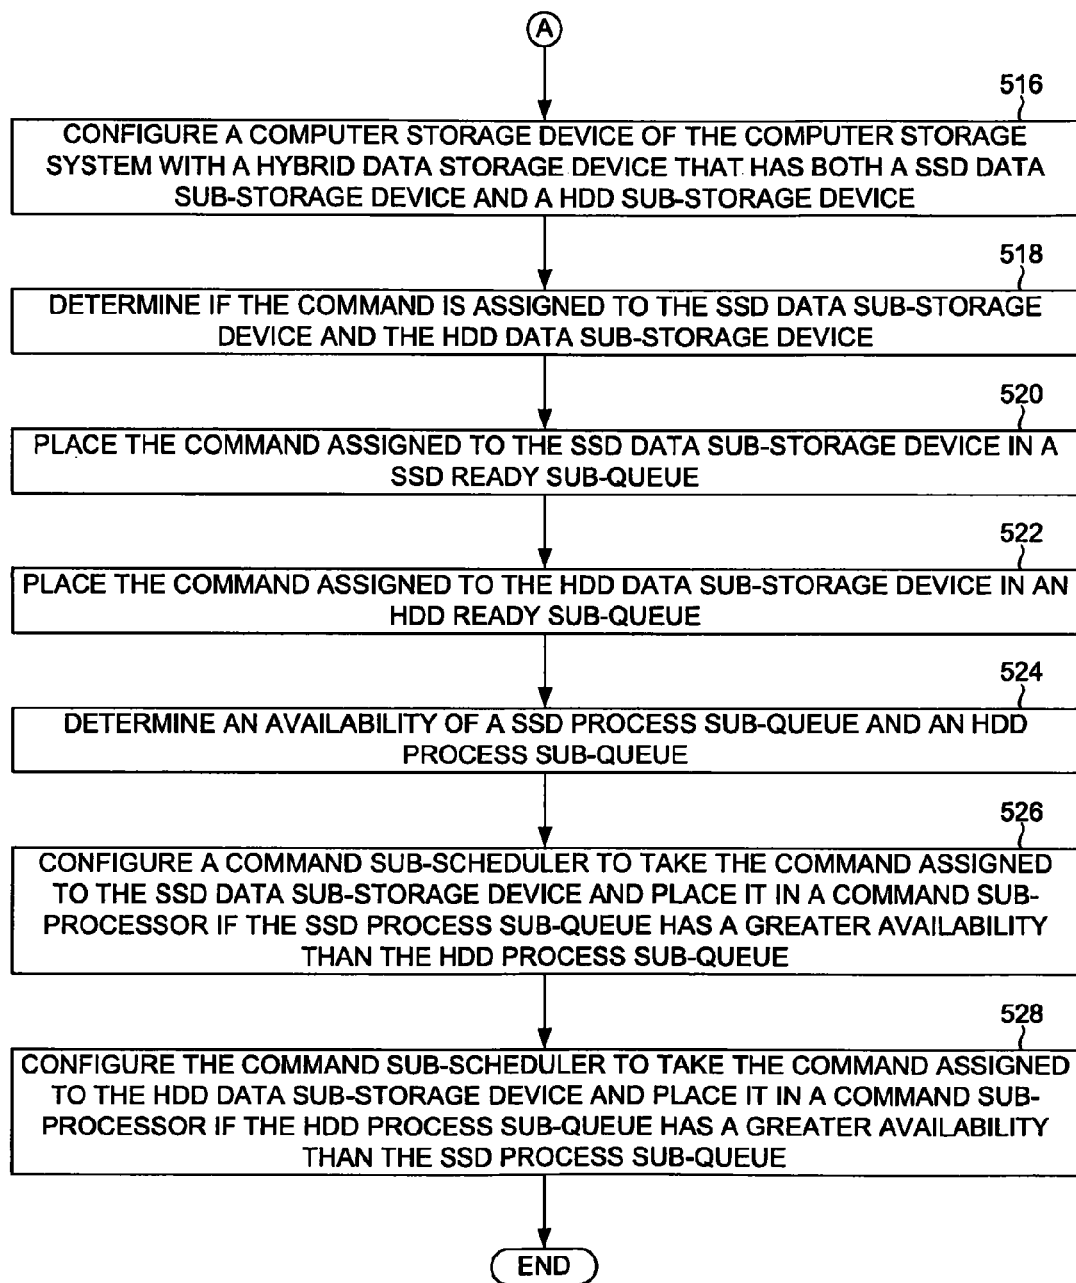 A
516
CONFIGURE A COMPUTER STORAGE DEVICE OF THE COMPUTER STORAGE
SYSTEM WITH A HYBRID DATA STORAGE DEVICE THAT HAS BOTH A SSD DATA
SUB-STORAGE DEVICE AND A HDD SUB-STORAGE DEVICE
518
DETERMINE IF THE COMMAND IS ASSIGNED TO THE SSD DATA SUB-STORAGE
DEVICE AND THE HDD DATA SUB-STORAGE DEVICE
520
PLACE THE COMMAND ASSIGNED TO THE SSD DATA SUB-STORAGE DEVICE IN A
SSD READY SUB-QUEUE
522
PLACE THE COMMAND ASSIGNED TO THE HDD DATA SUB-STORAGE DEVICE IN AN
HDD READY SUB-QUEUE
524
DETERMINE AN AVAILABILITY OF A SSD PROCESS SUB-QUEUE AND AN HDD
PROCESS SUB-QUEUE
526
CONFIGURE A COMMAND SUB-SCHEDULER TO TAKE THE COMMAND ASSIGNED
TO THE SSD DATA SUB-STORAGE DEVICE AND PLACE IT IN A COMMAND SUB-
PROCESSOR IF THE SSD PROCESS SUB-QUEUE HAS A GREATER AVAILABILITY
THAN THE HDD PROCESS SUB-QUEUE
528
CONFIGURE THE COMMAND SUB-SCHEDULER TO TAKE THE COMMAND ASSIGNED
TO THE HDD DATA SUB-STORAGE DEVICE AND PLACE IT IN A COMMAND SUB-
PROCESSOR IF THE HDD PROCESS SUB-QUEUE HAS A GREATER AVAILABILITY
THAN THE SSD PROCESS SUB-QUEUE
END